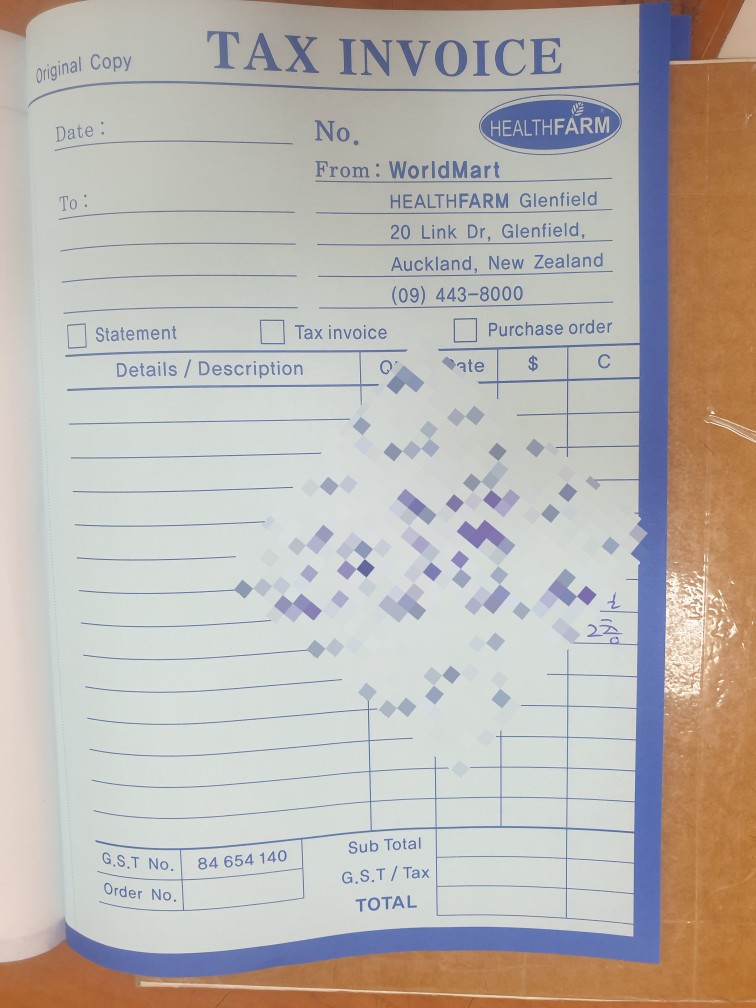 Original Copy TAX INVOICE
HEALTHFARM
Date : No.
From : WorldMart
To : HEALTHFARM Glenfield
20 Link Dr, Glenfield,
Auckland, New Zealand
(09) 443-8000
Statement Tax invoice Purchase order
Details / Description $ C
G.S.T No. 84 654 140 Sub Total
Order No. G.S.T / Tax
TOTAL